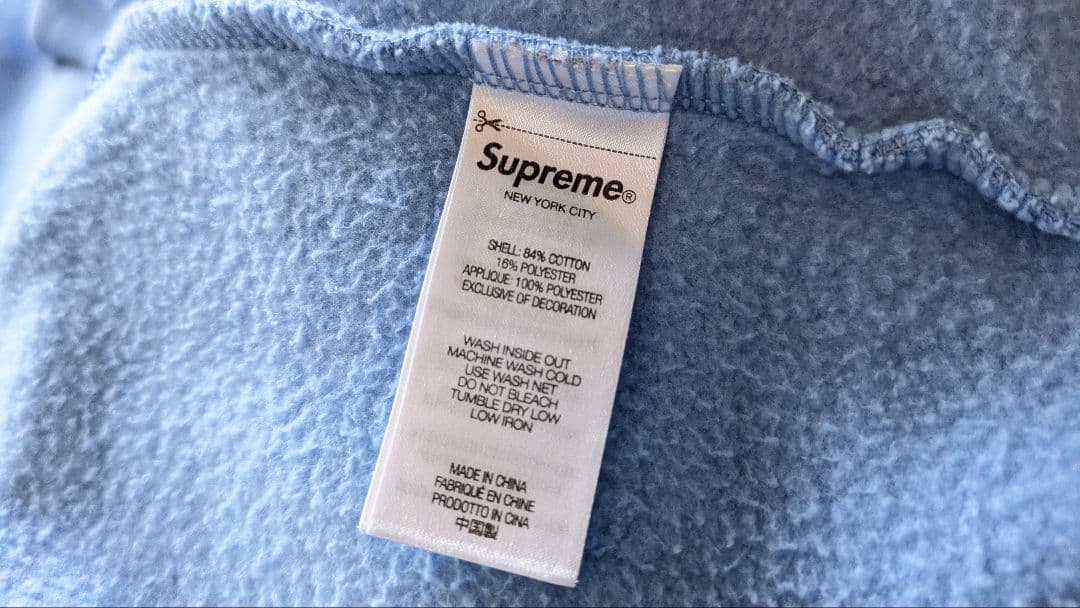 Supreme®
NEW YORK CITY
SHELL: 84% COTTON
16% POLYESTER
APPLIQUE: 100% POLYESTER
EXCLUSIVE OF DECORATION
WASH INSIDE OUT
MACHINE WASH COLD
USE WASH NET
DO NOT BLEACH
TUMBLE DRY LOW
LOW IRON
MADE IN CHINA
FABRIQUÉ EN CHINE
PRODOTTO IN CINA
中国製